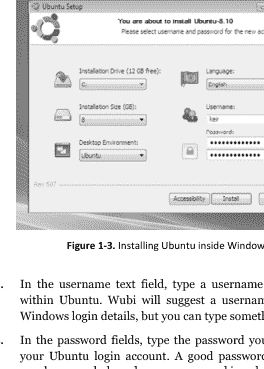 Ubuntu Setup
You are about to install Ubuntu-8.10
Please select username and password for the new ac
Installation Drive (12 GB free):
Language:
C:
English
Installation Size (GB):
Username:
8
keir
Desktop Environment:
Password:
Ubuntu
Rev 507
Accessibility
Install
Figure 1-3. Installing Ubuntu inside Window
. In the username text field, type a username
within Ubuntu. Wubi will suggest a usernam
Windows login details, but you can type someth
. In the password fields, type the password you
your Ubuntu login account. A good password